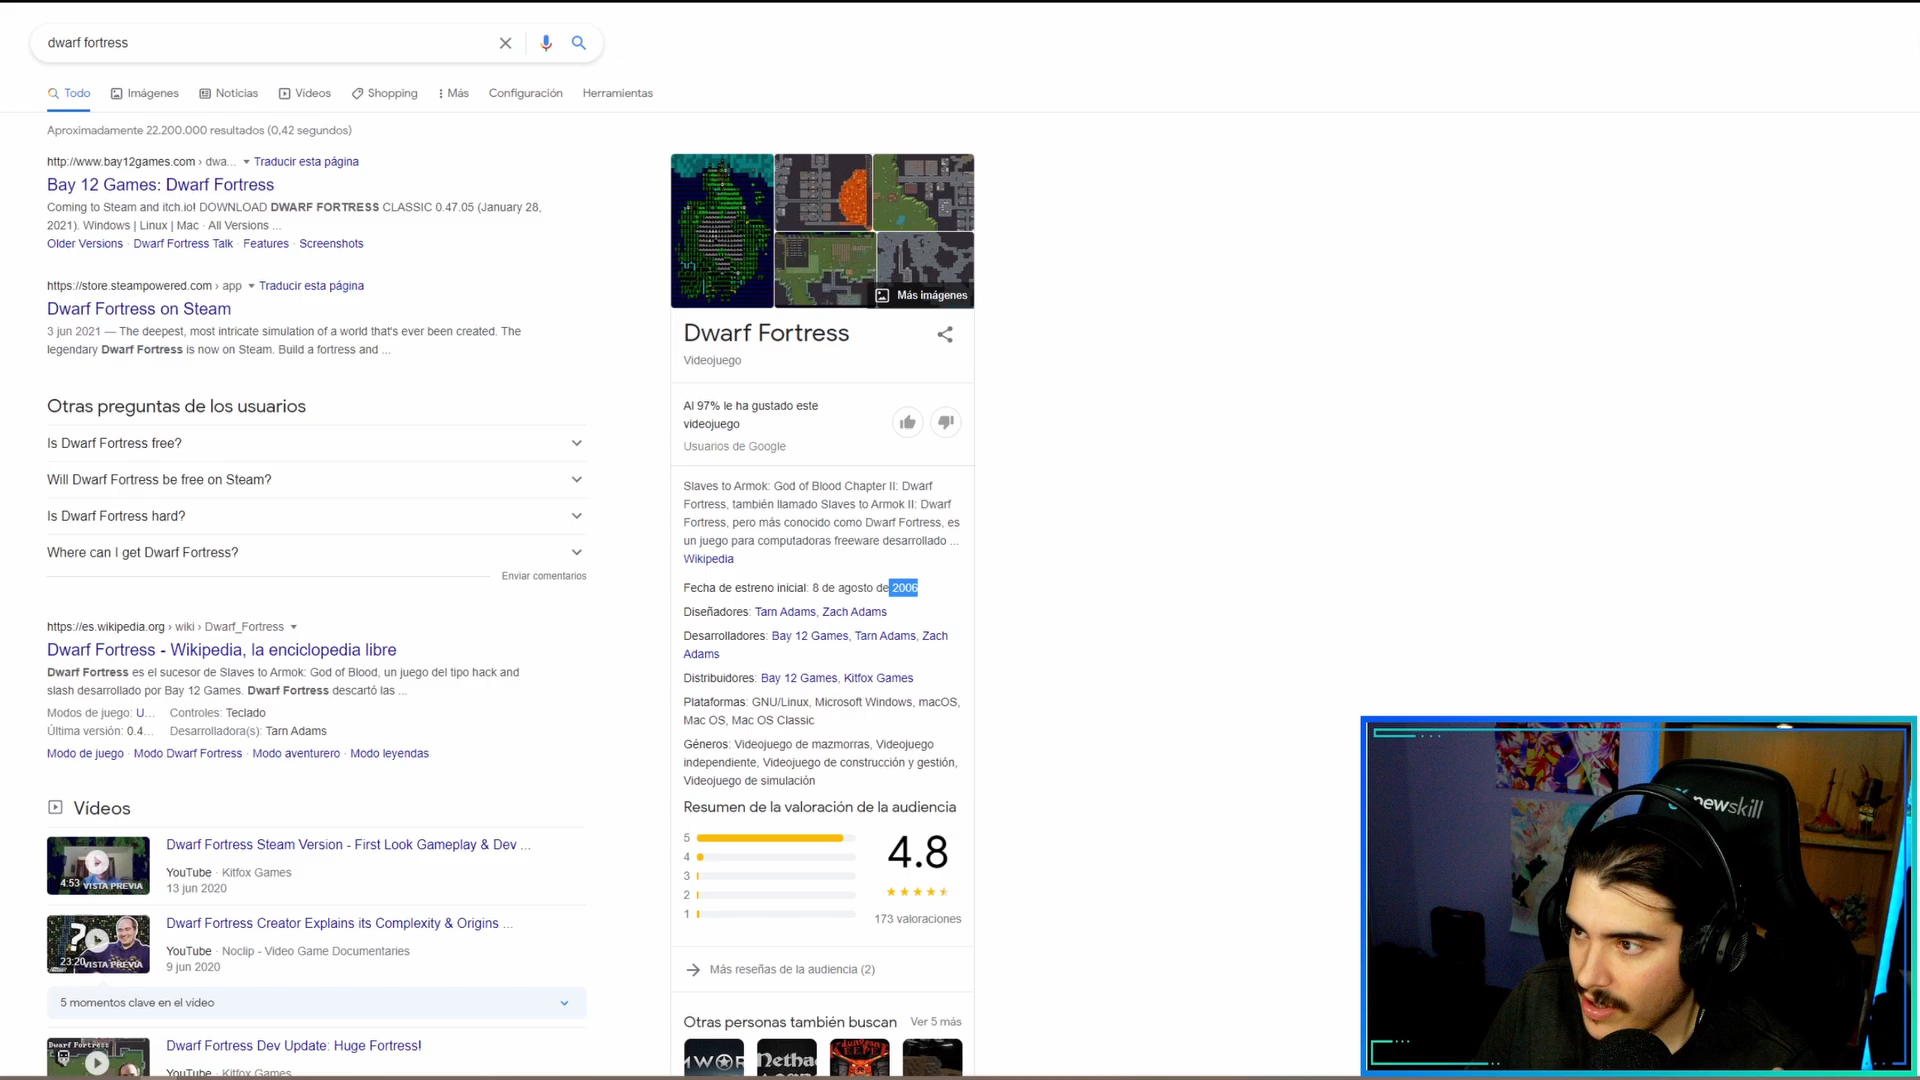 dwarf fortress
Todo Imágenes Noticias Vídeos Shopping Más Configuración Herramientas
Aproximadamente 22.200.000 resultados (0,42 segundos)
http://www.bay12games.com › dwa... Traducir esta página
Bay 12 Games: Dwarf Fortress
Coming to Steam and itch.io! DOWNLOAD DWARF FORTRESS CLASSIC 0.47.05 (January 28,
2021). Windows | Linux | Mac · All Versions ...
Older Versions · Dwarf Fortress Talk · Features · Screenshots
https://store.steampowered.com › app Traducir esta página
Dwarf Fortress on Steam
3 jun 2021 — The deepest, most intricate simulation of a world that's ever been created. The
legendary Dwarf Fortress is now on Steam. Build a fortress and ...
Otras preguntas de los usuarios
Is Dwarf Fortress free?
Will Dwarf Fortress be free on Steam?
Is Dwarf Fortress hard?
Where can I get Dwarf Fortress?
Enviar comentarios
https://es.wikipedia.org › wiki › Dwarf_Fortress
Dwarf Fortress - Wikipedia, la enciclopedia libre
Dwarf Fortress es el sucesor de Slaves to Armok: God of Blood, un juego del tipo hack and
slash desarrollado por Bay 12 Games. Dwarf Fortress descartó las ...
Modos de juego: U... Controles: Teclado
Última versión: 0.4... Desarrolladora(s): Tarn Adams
Modo de juego · Modo Dwarf Fortress · Modo aventurero · Modo leyendas
Vídeos
4:53 VISTA PREVIA
Dwarf Fortress Steam Version - First Look Gameplay & Dev ...
YouTube · Kitfox Games
13 jun 2020
?
23:20 VISTA PREVIA
Dwarf Fortress Creator Explains its Complexity & Origins ...
YouTube · Noclip - Video Game Documentaries
9 jun 2020
5 momentos clave en el vídeo
Dwarf Fortress
Dwarf Fortress Dev Update: Huge Fortress!
YouTube · Kitfox Games
Más imágenes
Dwarf Fortress
Videojuego
Al 97% le ha gustado este
videojuego
Usuarios de Google
Slaves to Armok: God of Blood Chapter II: Dwarf
Fortress, también llamado Slaves to Armok II: Dwarf
Fortress, pero más conocido como Dwarf Fortress, es
un juego para computadoras freeware desarrollado ...
Wikipedia
Fecha de estreno inicial: 8 de agosto de 2006
Diseñadores: Tarn Adams, Zach Adams
Desarrolladores: Bay 12 Games, Tarn Adams, Zach
Adams
Distribuidores: Bay 12 Games, Kitfox Games
Plataformas: GNU/Linux, Microsoft Windows, macOS,
Mac OS, Mac OS Classic
Géneros: Videojuego de mazmorras, Videojuego
independiente, Videojuego de construcción y gestión,
Videojuego de simulación
Resumen de la valoración de la audiencia
5
4
3
2
1
4.8
173 valoraciones
Más reseñas de la audiencia (2)
Otras personas también buscan Ver 5 más
Netha
dungeon
KEEPER
newskill